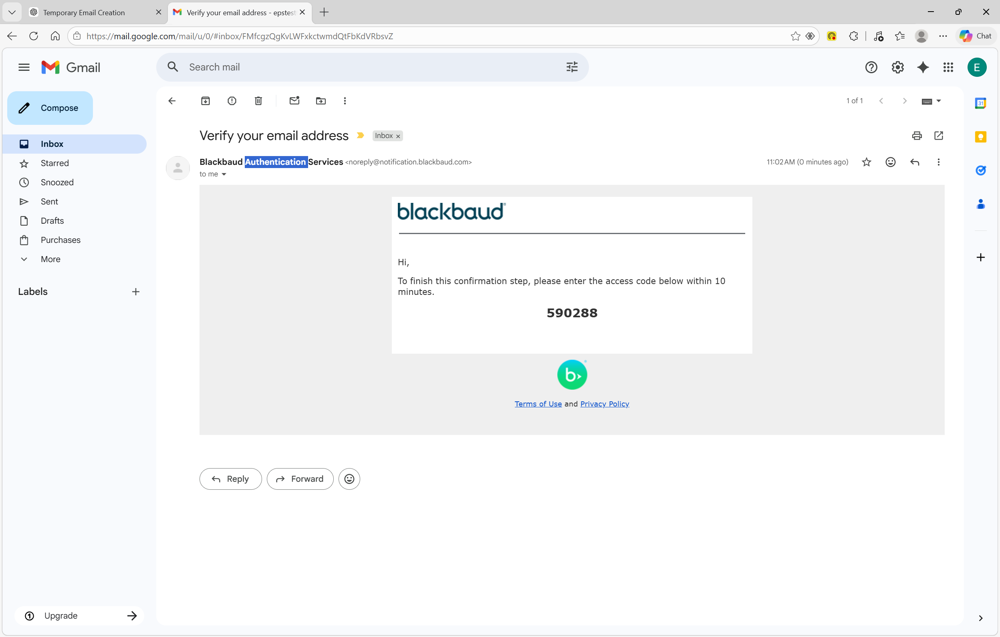 Temporary Email Creation
Verify your email address - epstest
https://mail.google.com/mail/u/0/#inbox/FMfcgzQgKvLWFxkctwmdQtFbKdVRbsvZ
Chat
Gmail
Search mail
E
Compose
1 of 1
31
Inbox
Starred
Snoozed
Sent
Drafts
Purchases
More
Labels
Upgrade
Verify your email address
Inbox
Blackbaud Authentication Services <noreply@notification.blackbaud.com>
11:02 AM (0 minutes ago)
to me
blackbaud®
Hi,
To finish this confirmation step, please enter the access code below within 10
minutes.
590288
b
Terms of Use and Privacy Policy
Reply
Forward